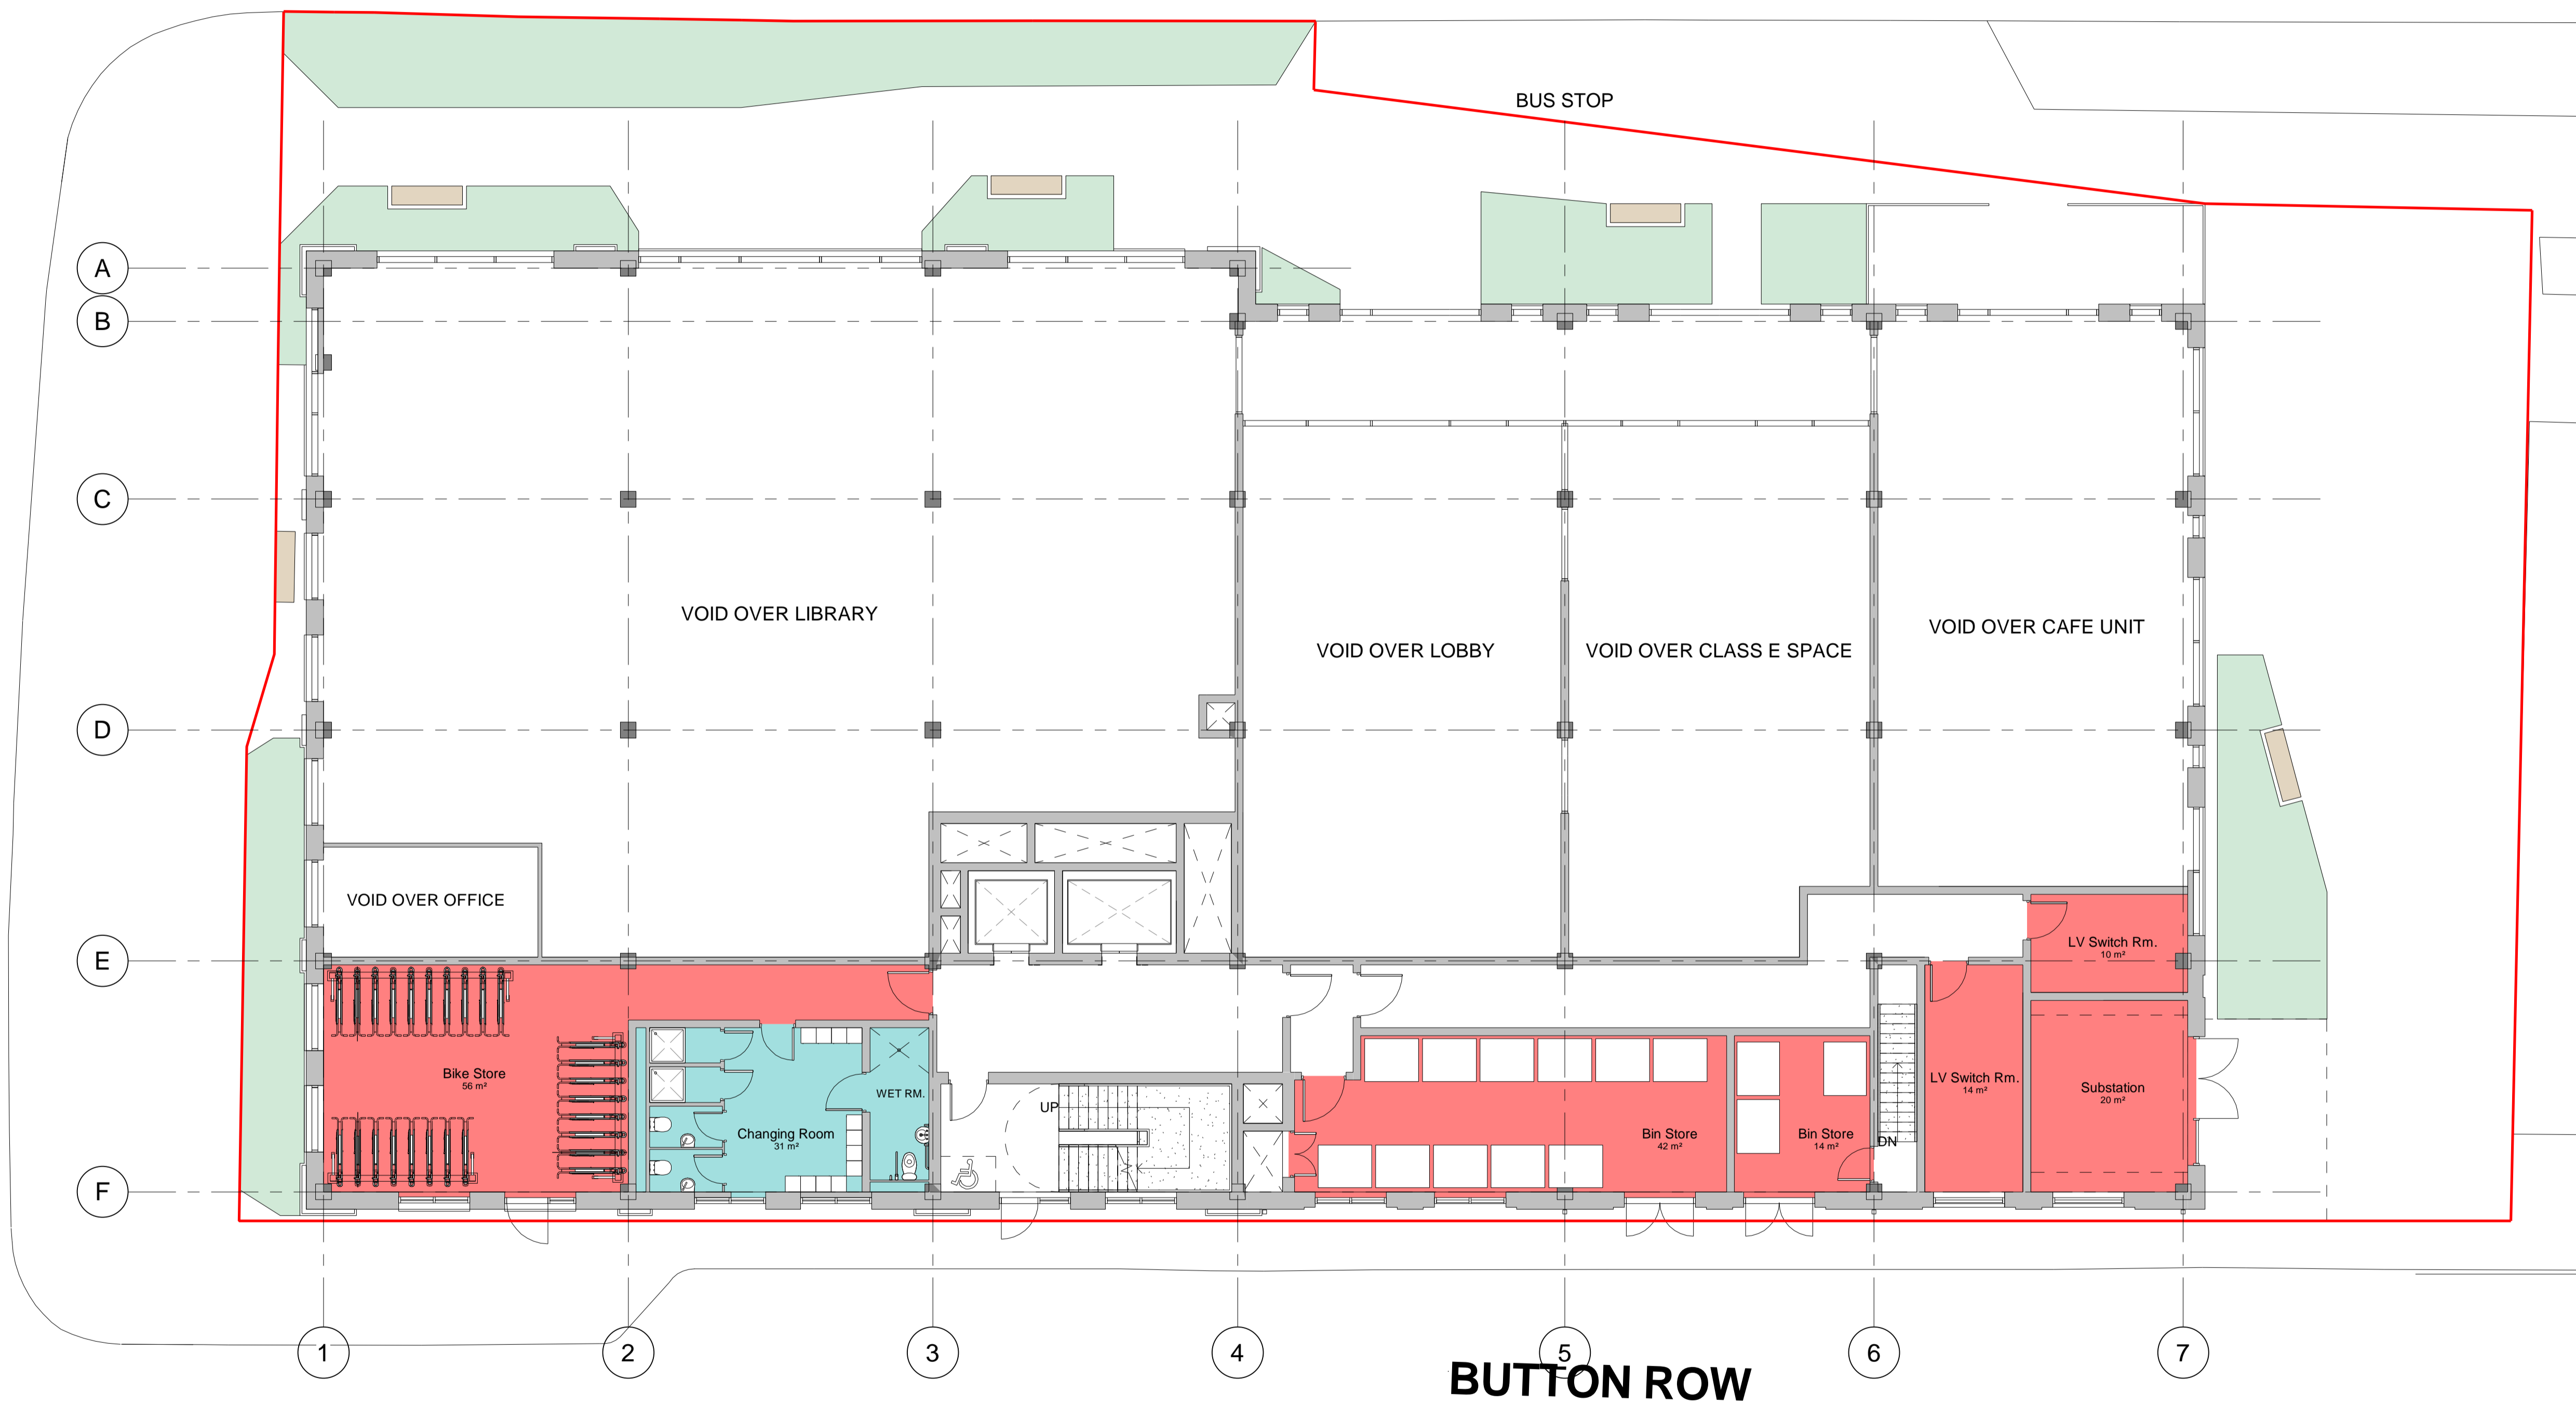 BUS STOP
A
B
C
VOID OVER LIBRARY
VOID OVER CAFE UNIT
VOID OVER LOBBY
VOID OVER CLASS E SPACE
D
VOID OVER OFFICE
E
LV Switch Rm.
10 m²
Bike Store
56 m²
LV Switch Rm.
14 m²
Substation
20 m²
WET RM.
UP
Changing Room
31 m²
Bin Store
42 m²
Bin Store
14 m²
DN
F
1
2
3
4
5
6
7
BUTTON ROW